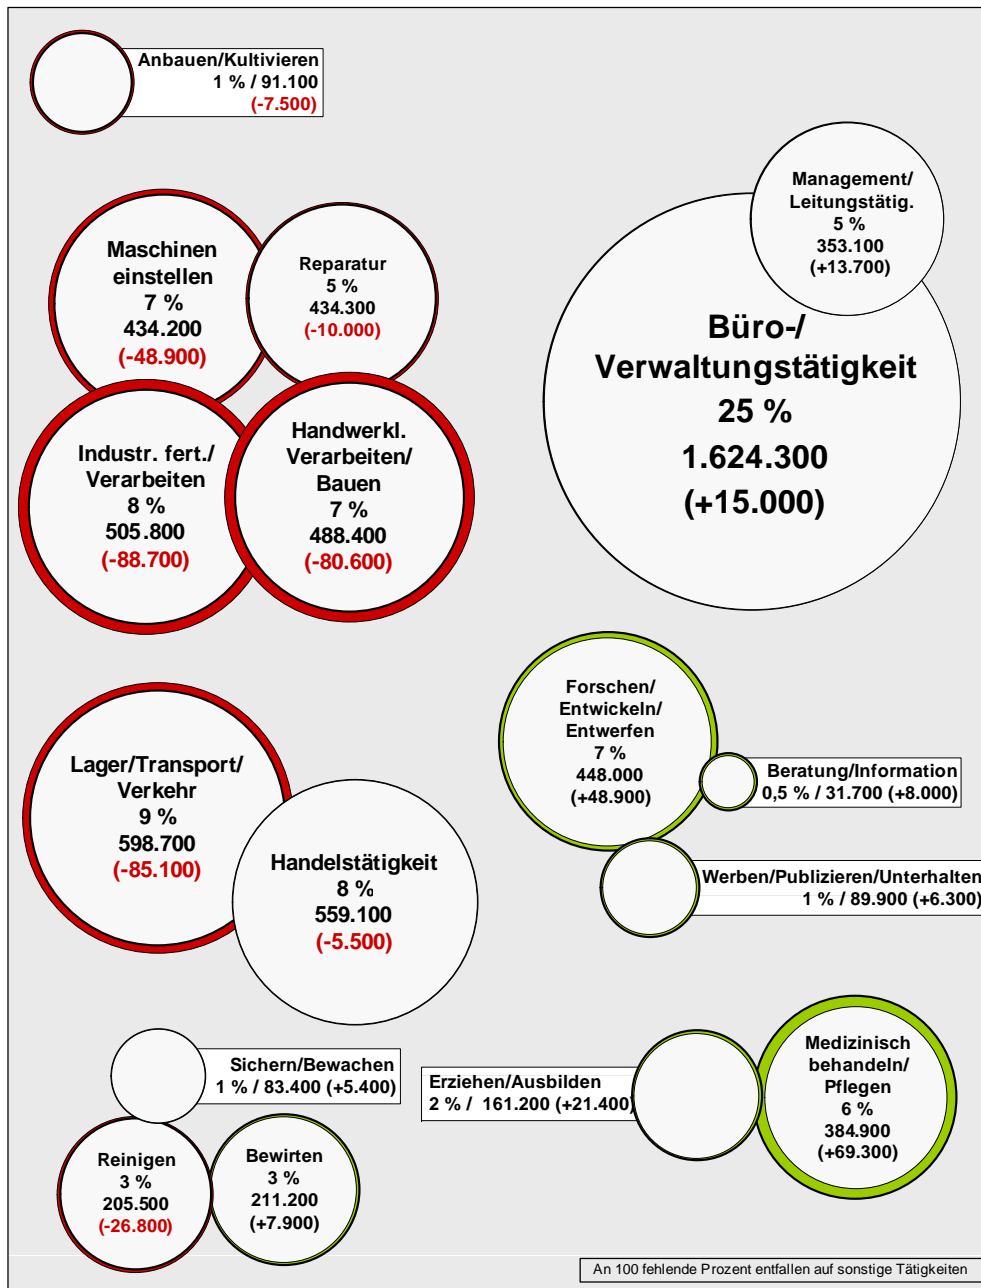 Anbauen/Kultivieren
1 % / 91.100
(-7.500)
Management/
Leitungstätig.
5 %
353.100
(+13.700)
Maschinen
einstellen
7 %
434.200
(-48.900)
Reparatur
5 %
434.300
(-10.000)
Büro-/
Verwaltungstätigkeit
25 %
1.624.300
(+15.000)
Industr. fert./
Verarbeiten
8 %
505.800
(-88.700)
Handwerkl.
Verarbeiten/
Bauen
7 %
488.400
(-80.600)
Forschen/
Entwickeln/
Entwerfen
7 %
448.000
(+48.900)
Beratung/Information
0,5 % / 31.700 (+8.000)
Werben/Publizieren/Unterhalten
1 % / 89.900 (+6.300)
Lager/Transport/
Verkehr
9 %
598.700
(-85.100)
Handelstätigkeit
8 %
559.100
(-5.500)
Sichern/Bewachen
1 % / 83.400 (+5.400)
Erziehen/Ausbilden
2 % / 161.200 (+21.400)
Medizinisch
behandeln/
Pflegen
6 %
384.900
(+69.300)
Reinigen
3 %
205.500
(-26.800)
Bewirten
3 %
211.200
(+7.900)
An 100 fehlende Prozent entfallen auf sonstige Tätigkeiten